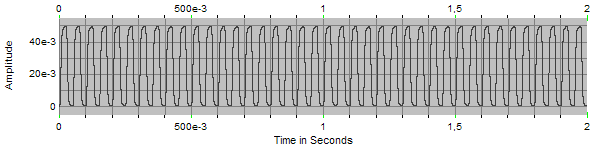 0 500e-3 1 1,5 2
40e-3
Amplitude
20e-3
0
0 500e-3 1 1,5 2
Time in Seconds